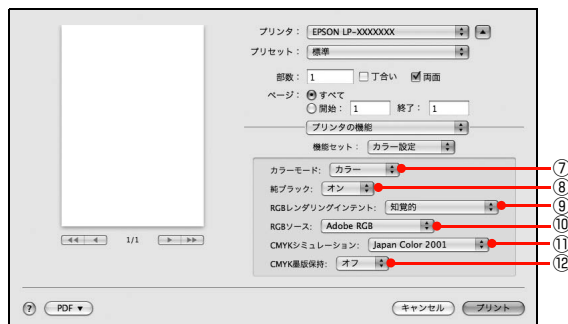 プリンタ： EPSON LP-XXXXXXX
プリセット： 標準
部数： 1 丁合い 両面
ページ： すべて
開始： 1 終了： 1
プリンタの機能
機能セット： カラー設定
カラーモード： カラー ⑦
純ブラック： オン ⑧
RGBレンダリングインテント： 知覚的 ⑨
RGBソース： Adobe RGB ⑩
CMYKシミュレーション： Japan Color 2001 ⑪
CMYK墨版保持： オフ ⑫
1/1
? PDF ▼ キャンセル プリント